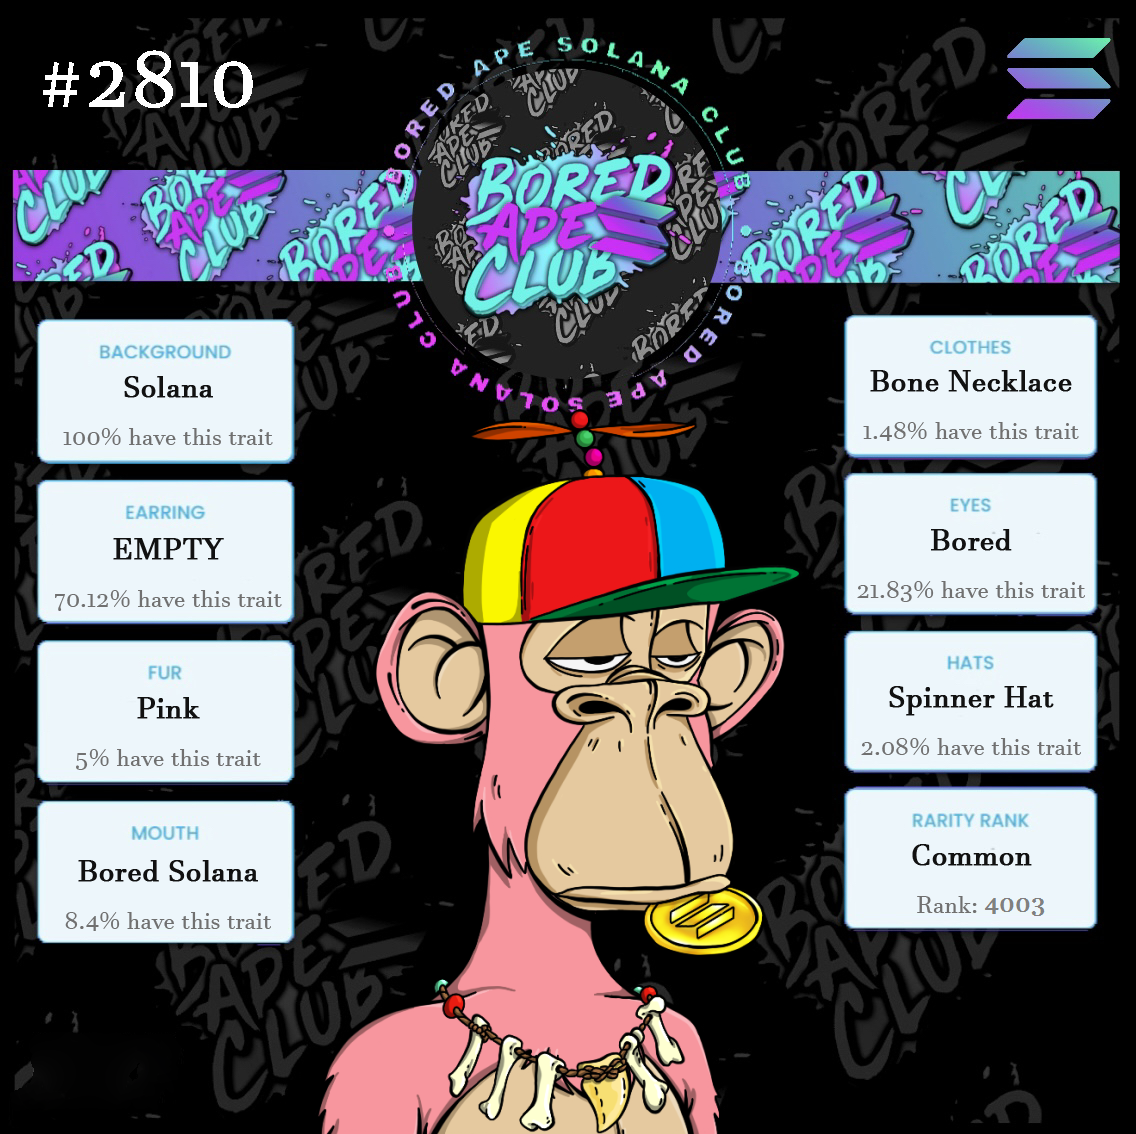 #2810
BORED APE SOLANA CLUB
BORED APE SOLANA CLUB
BORED
APE
CLUB
BACKGROUND
Solana
100% have this trait
EARRING
EMPTY
70.12% have this trait
FUR
Pink
5% have this trait
MOUTH
Bored Solana
8.4% have this trait
CLOTHES
Bone Necklace
1.48% have this trait
EYES
Bored
21.83% have this trait
HATS
Spinner Hat
2.08% have this trait
RARITY RANK
Common
Rank: 4003